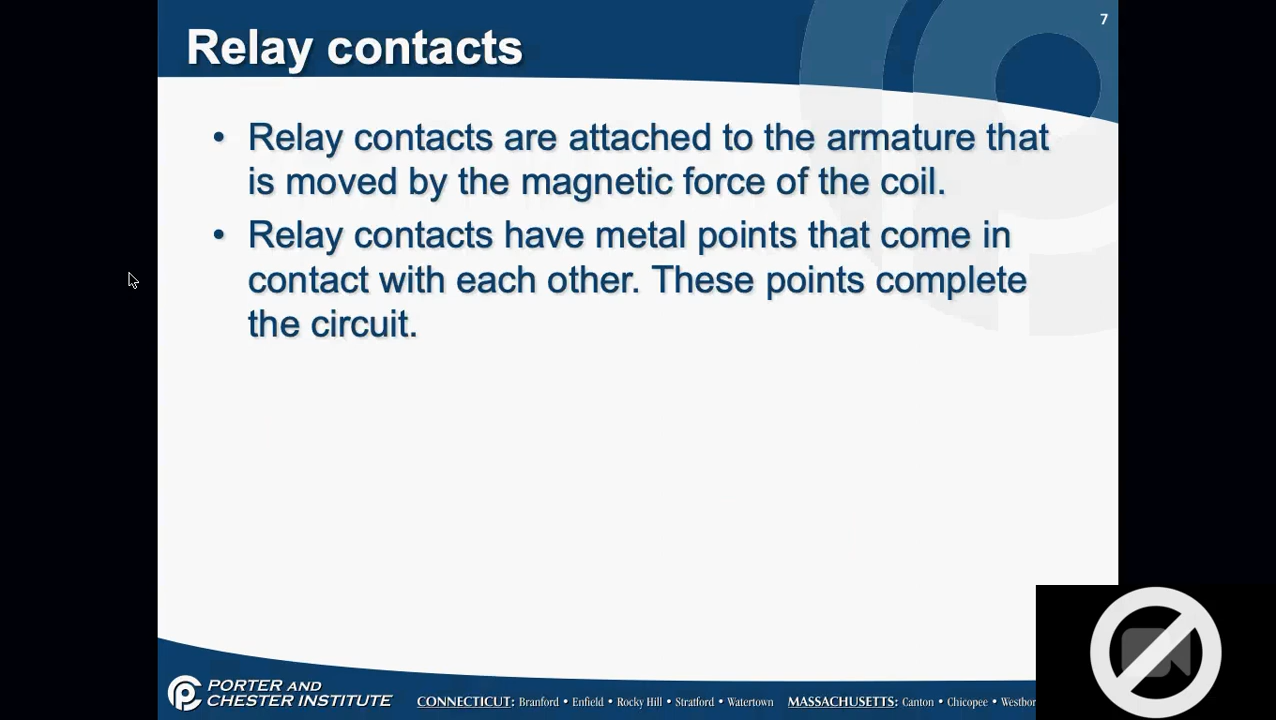 7
Relay contacts
• Relay contacts are attached to the armature that
is moved by the magnetic force of the coil.
• Relay contacts have metal points that come in
contact with each other. These points complete
the circuit.
PORTER AND
CHESTER INSTITUTE
CONNECTICUT: Branford • Enfield • Rocky Hill • Stratford • Watertown MASSACHUSETTS: Canton • Chicopee • Westbor